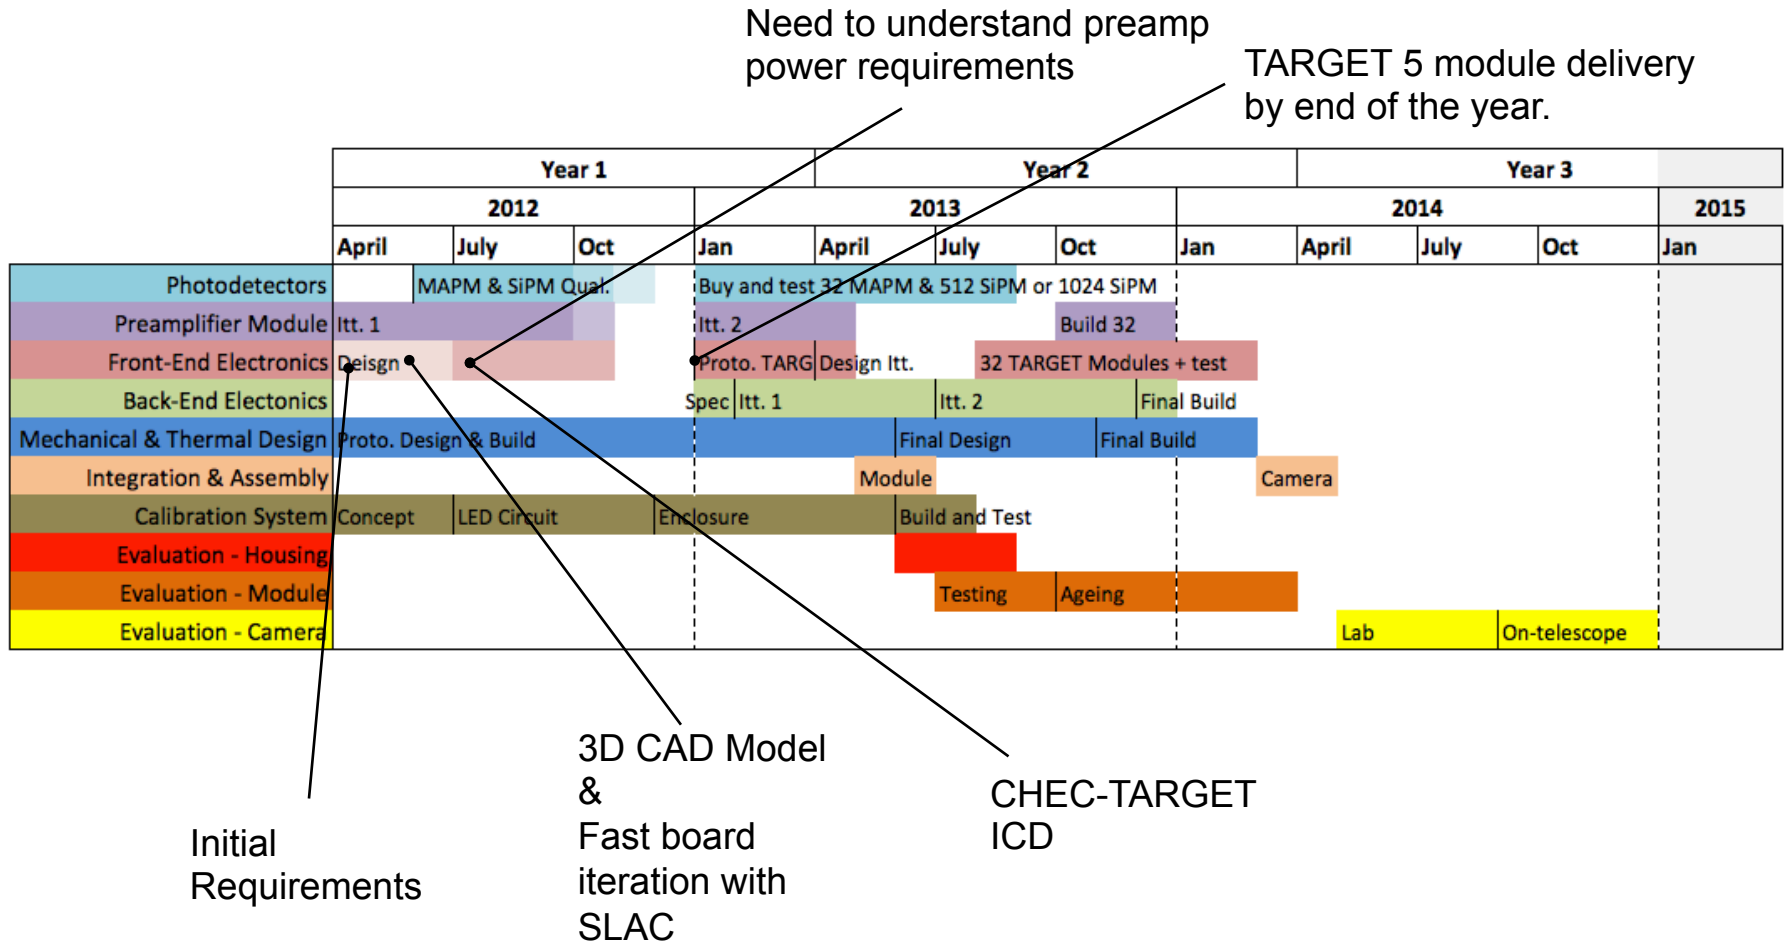 Need to understand preamp
power requirements
TARGET 5 module delivery
by end of the year.
Year 1 Year 2 Year 3
2012 2013 2014 2015
April July Oct Jan April July Oct Jan April July Oct Jan
Photodetectors MAPM & SiPM Qual. Buy and test 32 MAPM & 512 SiPM or 1024 SiPM
Preamplifier Module Itt. 1 Itt. 2 Build 32
Front-End Electronics Deisgn Proto. TARG Design Itt. 32 TARGET Modules + test
Back-End Electonics Spec Itt. 1 Itt. 2 Final Build
Mechanical & Thermal Design Proto. Design & Build Final Design Final Build
Integration & Assembly Module Camera
Calibration System Concept LED Circuit Enclosure Build and Test
Evaluation - Housing
Evaluation - Module Testing Ageing
Evaluation - Camera Lab On-telescope
Initial
Requirements
3D CAD Model
&
Fast board
iteration with
SLAC
CHEC-TARGET
ICD